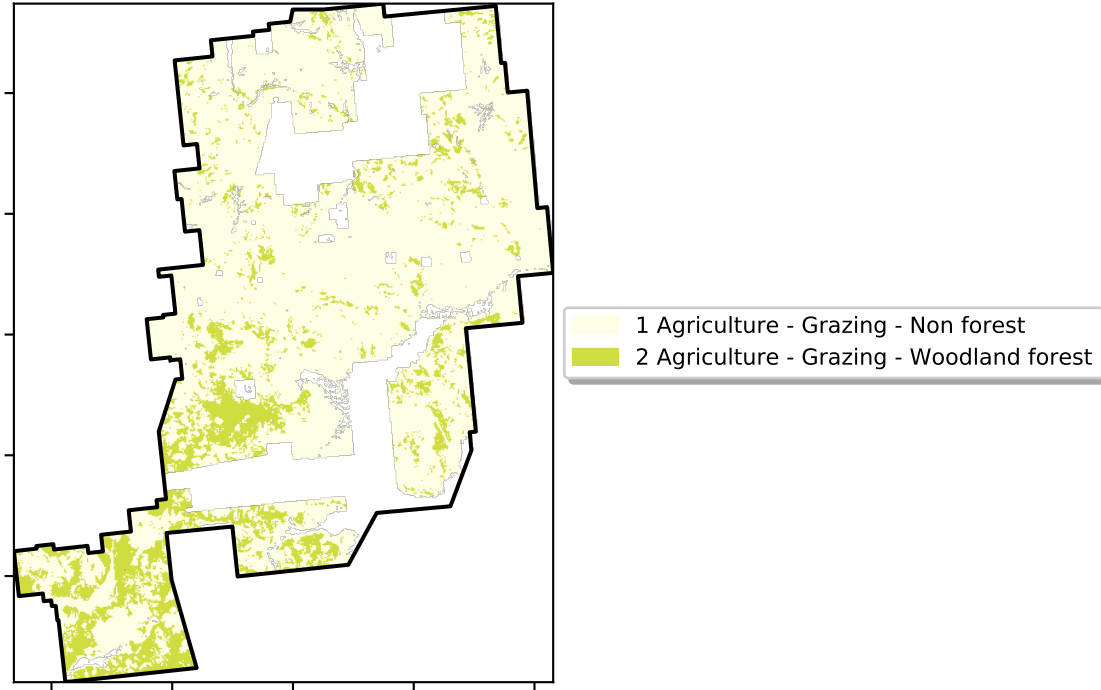 1 Agriculture - Grazing - Non forest
2 Agriculture - Grazing - Woodland forest